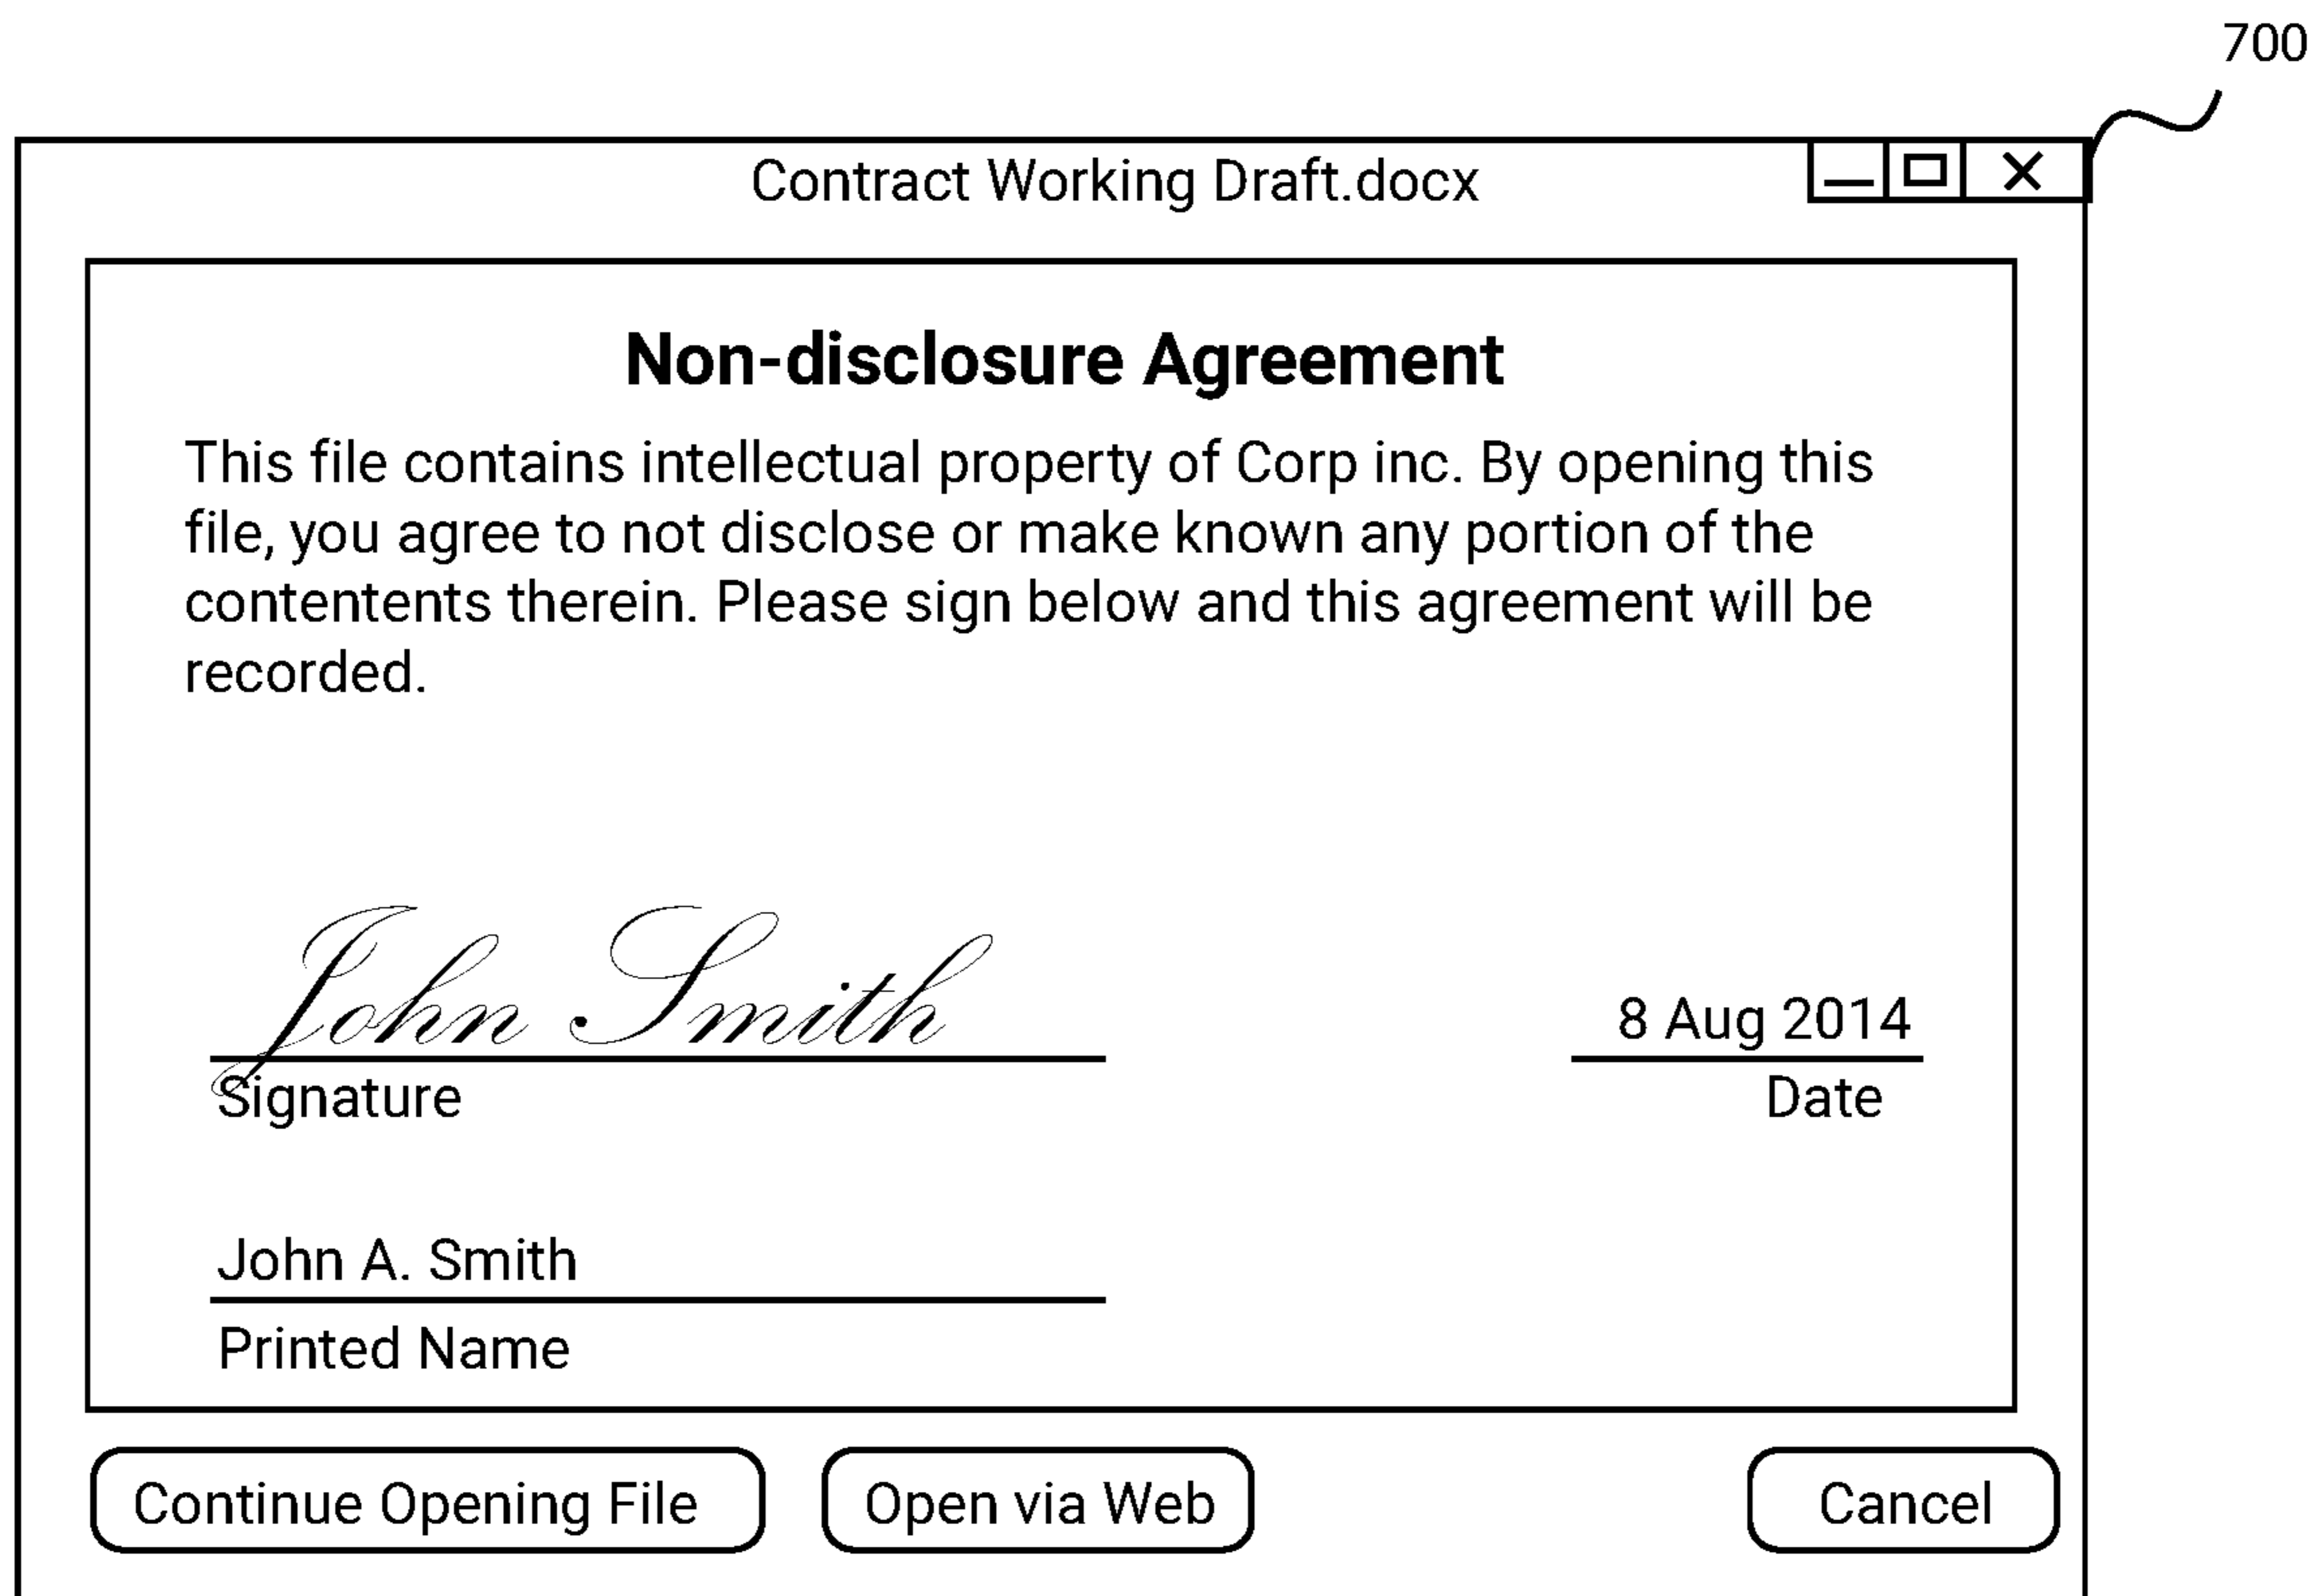 700
Contract Working Draft.docx
Non-disclosure Agreement
This file contains intellectual property of Corp inc. By opening this
file, you agree to not disclose or make known any portion of the
contentents therein. Please sign below and this agreement will be
recorded.
John Smith
8 Aug 2014
Signature
Date
John A. Smith
Printed Name
Continue Opening File
Open via Web
Cancel